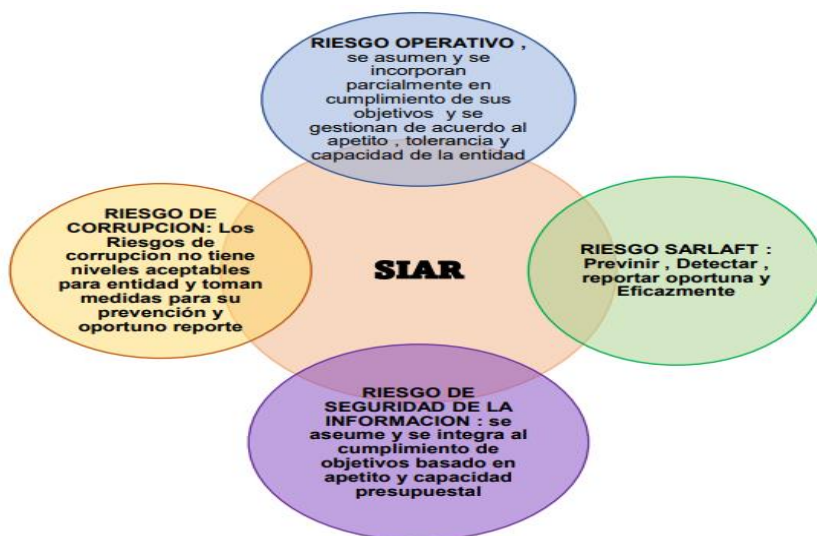 RIESGO OPERATIVO ,
se asumen y se
incorporan
parcialmente en
cumplimiento de sus
objetivos y se
gestionan de acuerdo al
apetito , tolerancia y
capacidad de la entidad
RIESGO DE
CORRUPCION: Los
Riesgos de
corrupcion no tiene
niveles aceptables
para entidad y toman
medidas para su
prevención y
oportuno reporte
SIAR
RIESGO SARLAFT :
Previnir , Detectar ,
reportar oportuna y
Eficazmente
RIESGO DE
SEGURIDAD DE LA
INFORMACION : se
aseume y se integra al
cumplimiento de
objetivos basado en
apetito y capacidad
presupuestal